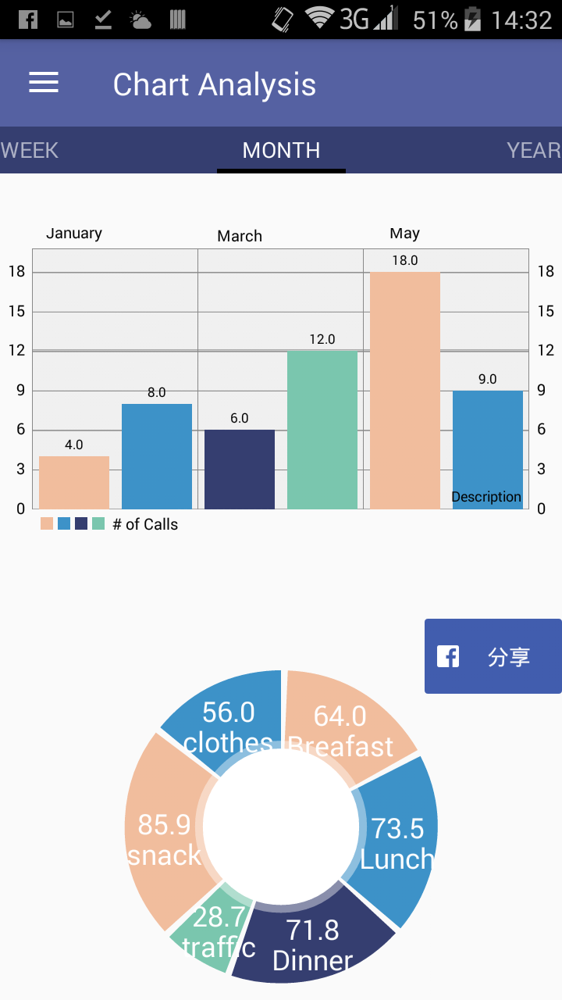 3G 51% 14:32
Chart Analysis
WEEK MONTH YEAR
January March May
18 18.0 18
15 15
12 12.0 12
9 8.0 9.0 9
6 6.0 6
4.0
3 3
Description
0 0
# of Calls
分享
56.0 64.0
clothes Breafast
85.9 73.5
snack Lunch
28.7 71.8
traffic Dinner